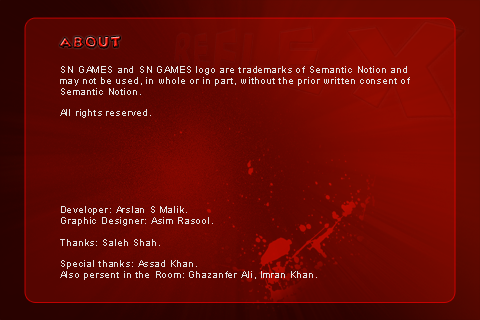 ABOUT
SN GAMES and SN GAMES logo are trademarks of Semantic Notion and
may not be used, in whole or in part, without the prior written consent of
Semantic Notion.
All rights reserved.
Developer: Arslan S Malik.
Graphic Designer: Asim Rasool.
Thanks: Saleh Shah.
Special thanks: Assad Khan.
Also persent in the Room: Ghazanfer Ali, Imran Khan.